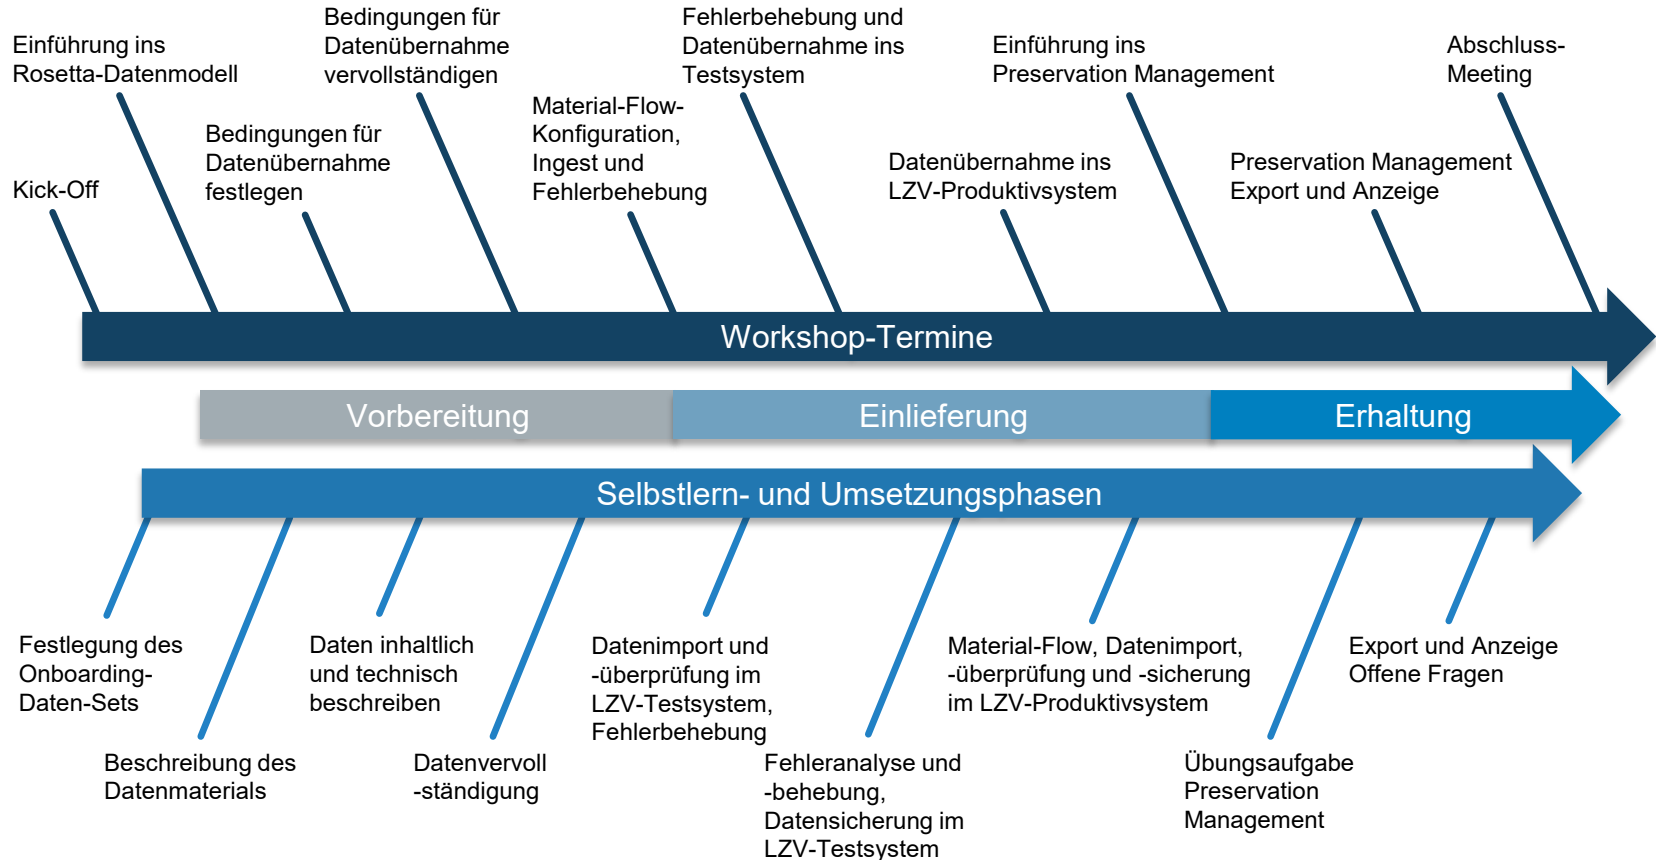 Einführung ins
Rosetta-Datenmodell
Bedingungen für
Datenübernahme
vervollständigen
Fehlerbehebung und
Datenübernahme ins
Testsystem
Einführung ins
Preservation Management
Abschluss-
Meeting
Kick-Off
Bedingungen für
Datenübernahme
festlegen
Material-Flow-
Konfiguration,
Ingest und
Fehlerbehebung
Datenübernahme ins
LZV-Produktivsystem
Preservation Management
Export und Anzeige
Workshop-Termine
Vorbereitung
Einlieferung
Erhaltung
Selbstlern- und Umsetzungsphasen
Festlegung des
Onboarding-
Daten-Sets
Daten inhaltlich
und technisch
beschreiben
Datenimport und
-überprüfung im
LZV-Testsystem,
Fehlerbehebung
Material-Flow, Datenimport,
-überprüfung und -sicherung
im LZV-Produktivsystem
Export und Anzeige
Offene Fragen
Beschreibung des
Datenmaterials
Datenvervoll
-ständigung
Fehleranalyse und
-behebung,
Datensicherung im
LZV-Testsystem
Übungsaufgabe
Preservation
Management